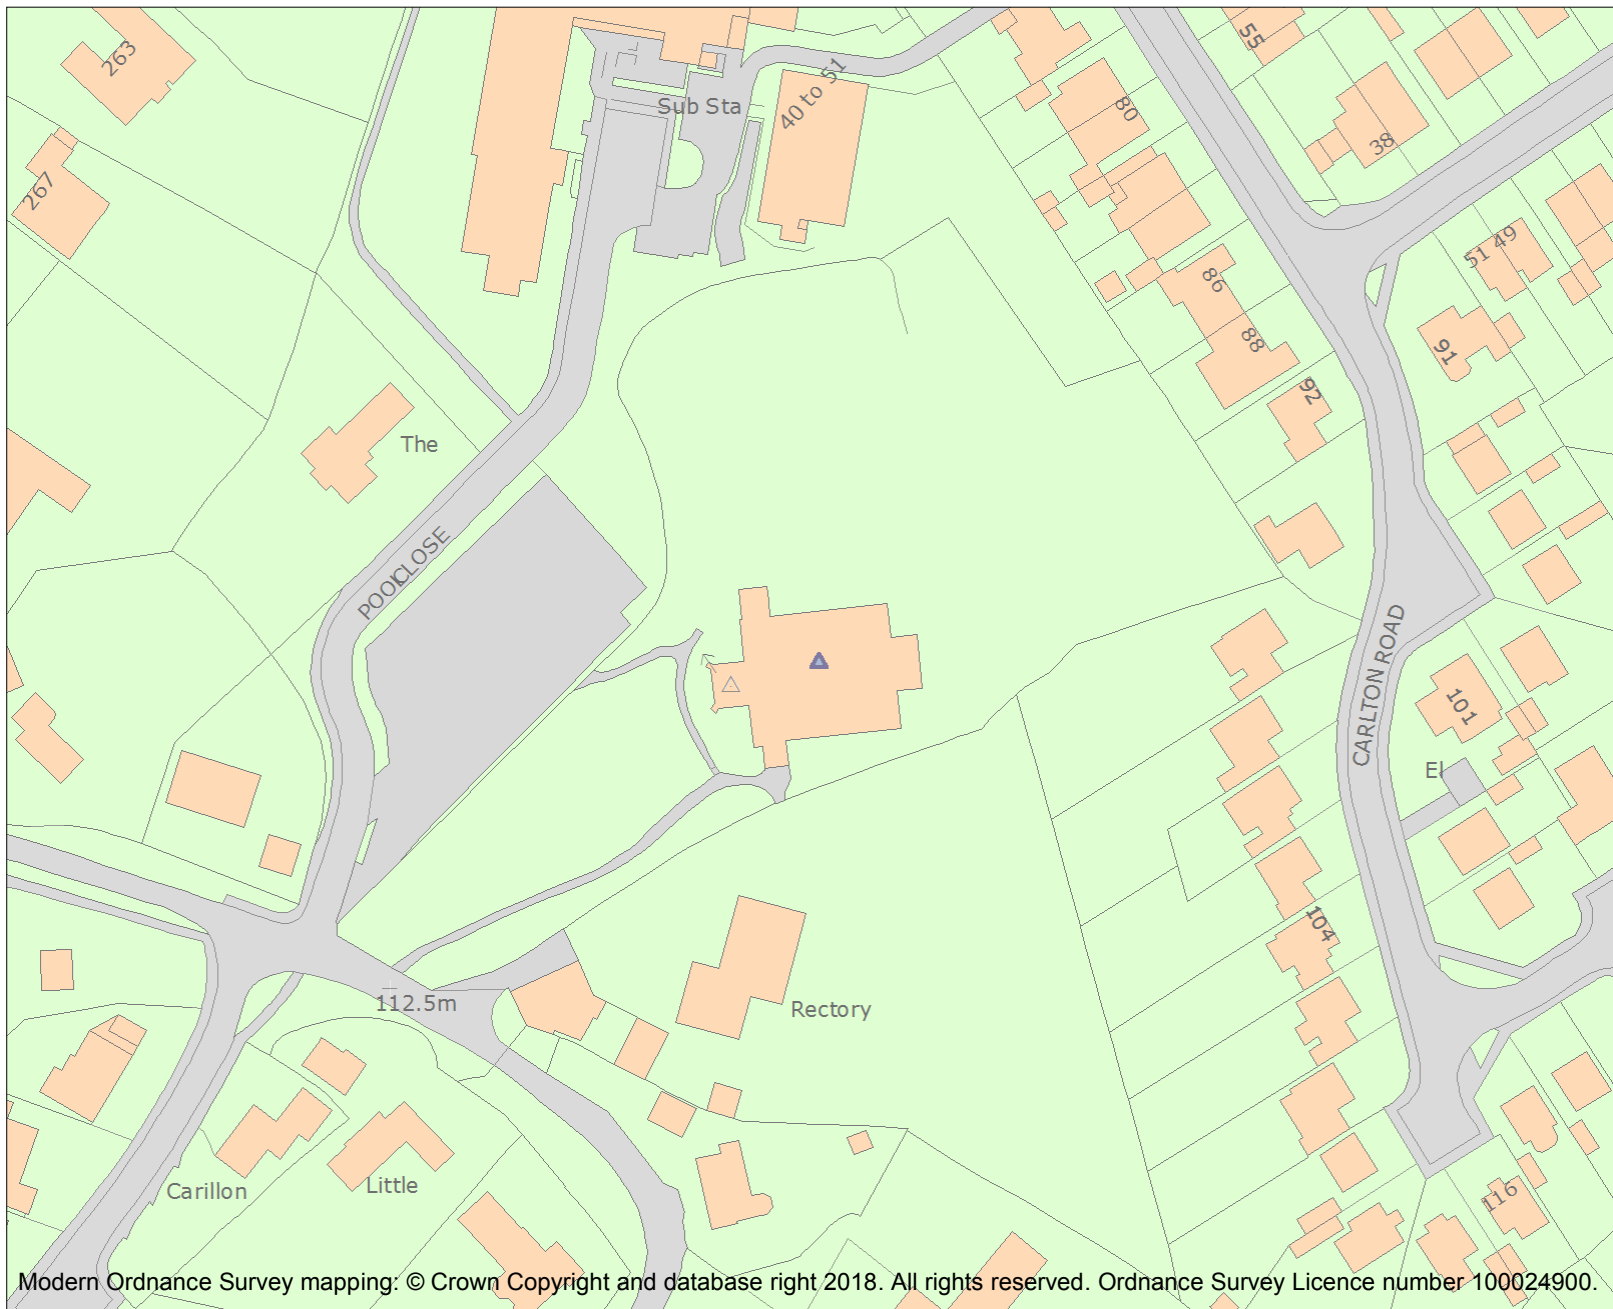 263
55
Sub Sta
40 to 51
80
38
267
51 49
86
88
91
92
The
POOL CLOSE
CARLTON ROAD
101
El
104
112.5m
Rectory
Carillon
Little
116
Modern Ordnance Survey mapping: © Crown Copyright and database right 2018. All rights reserved. Ordnance Survey Licence number 100024900.